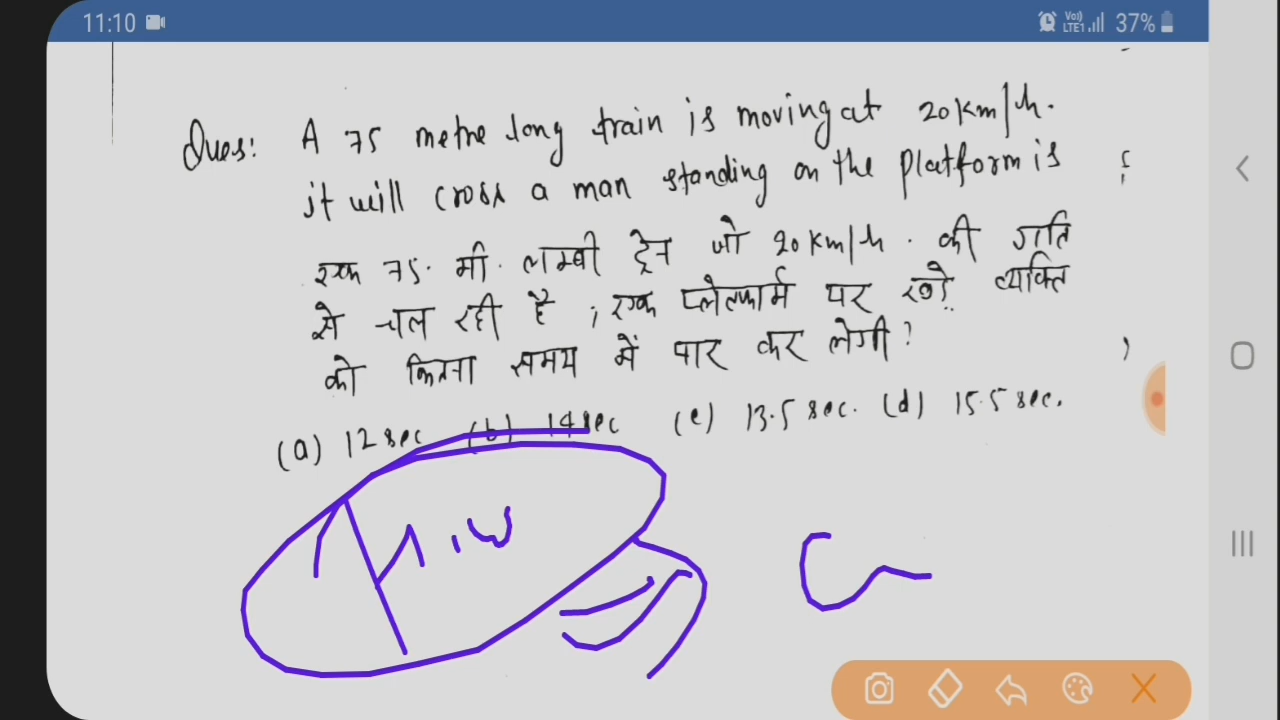 11:10
Vo) LTE1 37%
Ques: A 75 metre long train is moving at 20 km/h.
it will cross a man standing on the platform is
एक 75. मी. लम्बी ट्रेन जो 20 km/h. की गति
से चल रही है ; एक प्लेटफार्म पर खड़े व्यक्ति
को कितना समय में पार कर लेगी ?
(a) 12 sec (b) 14 sec (c) 13.5 sec. (d) 15.5 sec.